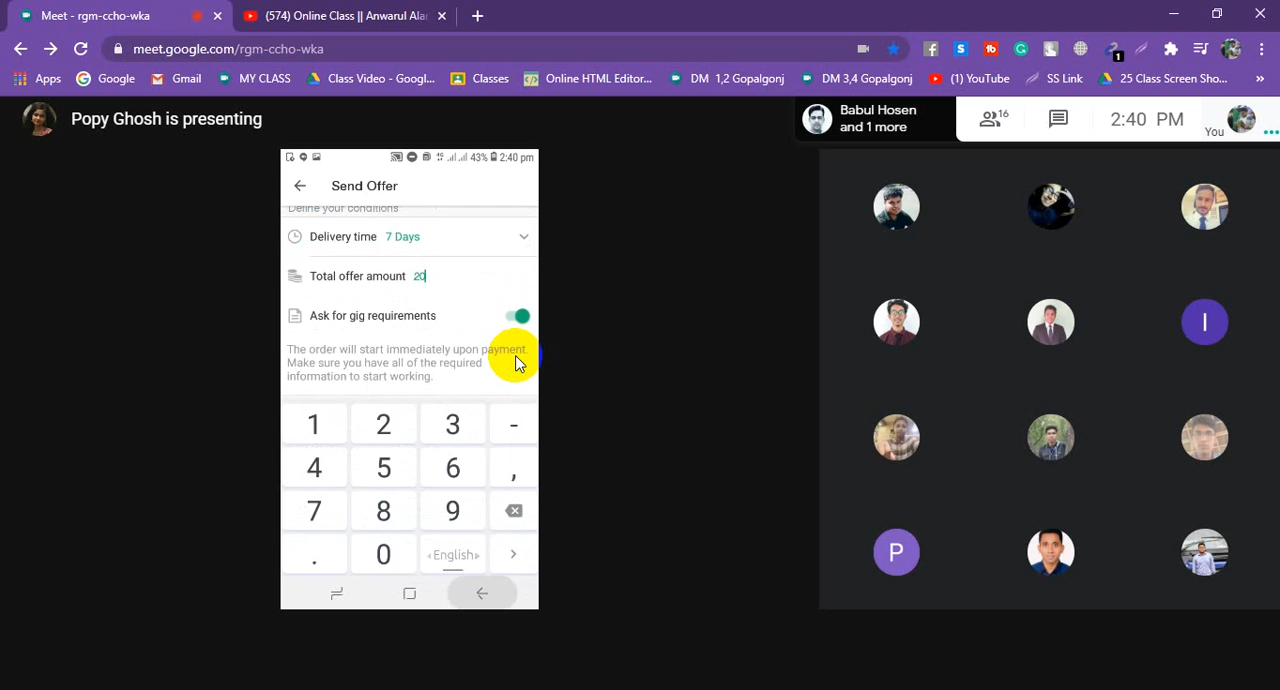 Meet - rgm-ccho-wka
(574) Online Class || Anwarul Ala
meet.google.com/rgm-ccho-wka
1
Apps Google Gmail MY CLASS Class Video - Googl... Classes Online HTML Editor... DM 1,2 Gopalgonj DM 3,4 Gopalgonj (1) YouTube SS Link 25 Class Screen Sho... »
Popy Ghosh is presenting
Babul Hosen
and 1 more
16
2:40 PM
You
43% 2:40 pm
Send Offer
Define your conditions
Delivery time 7 Days
Total offer amount 20
Ask for gig requirements
The order will start immediately upon payment.
Make sure you have all of the required
information to start working.
1 2 3 -
4 5 6 ,
7 8 9
. 0 English
I
P